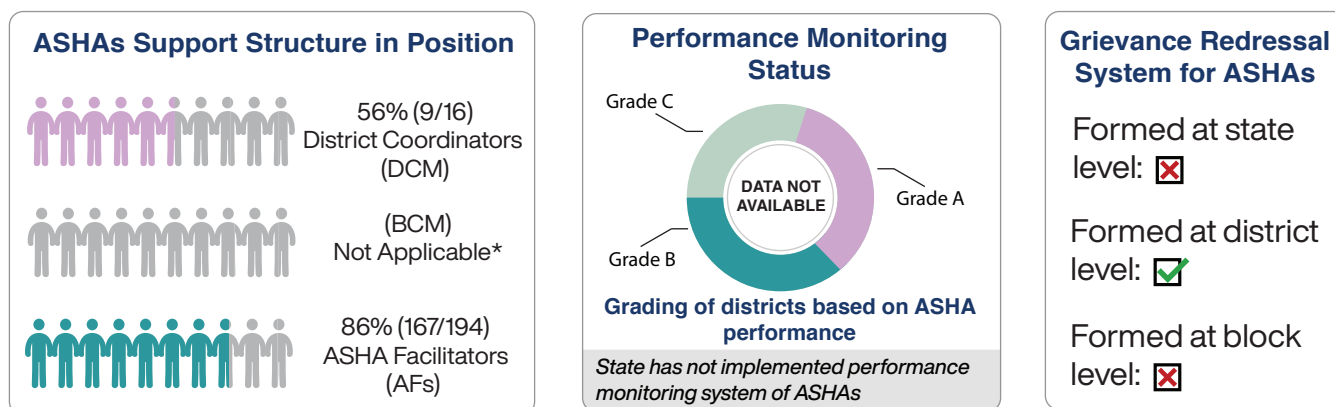 ASHAs Support Structure in Position
56% (9/16)
District Coordinators
(DCM)
(BCM)
Not Applicable*
86% (167/194)
ASHA Facilitators
(AFs)
Performance Monitoring
Status
Grade C
DATA NOT
AVAILABLE
Grade A
Grade B
Grading of districts based on ASHA
performance
State has not implemented performance
monitoring system of ASHAs
Grievance Redressal
System for ASHAs
Formed at state
level:
Formed at district
level:
Formed at block
level: